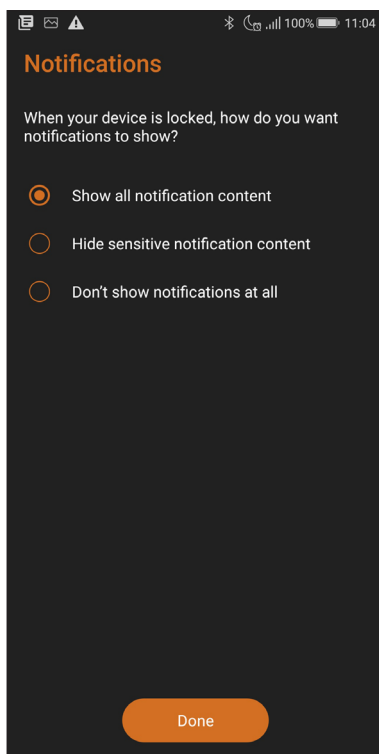 100% 11:04
Notifications
When your device is locked, how do you want
notifications to show?
Show all notification content
Hide sensitive notification content
Don't show notifications at all
Done